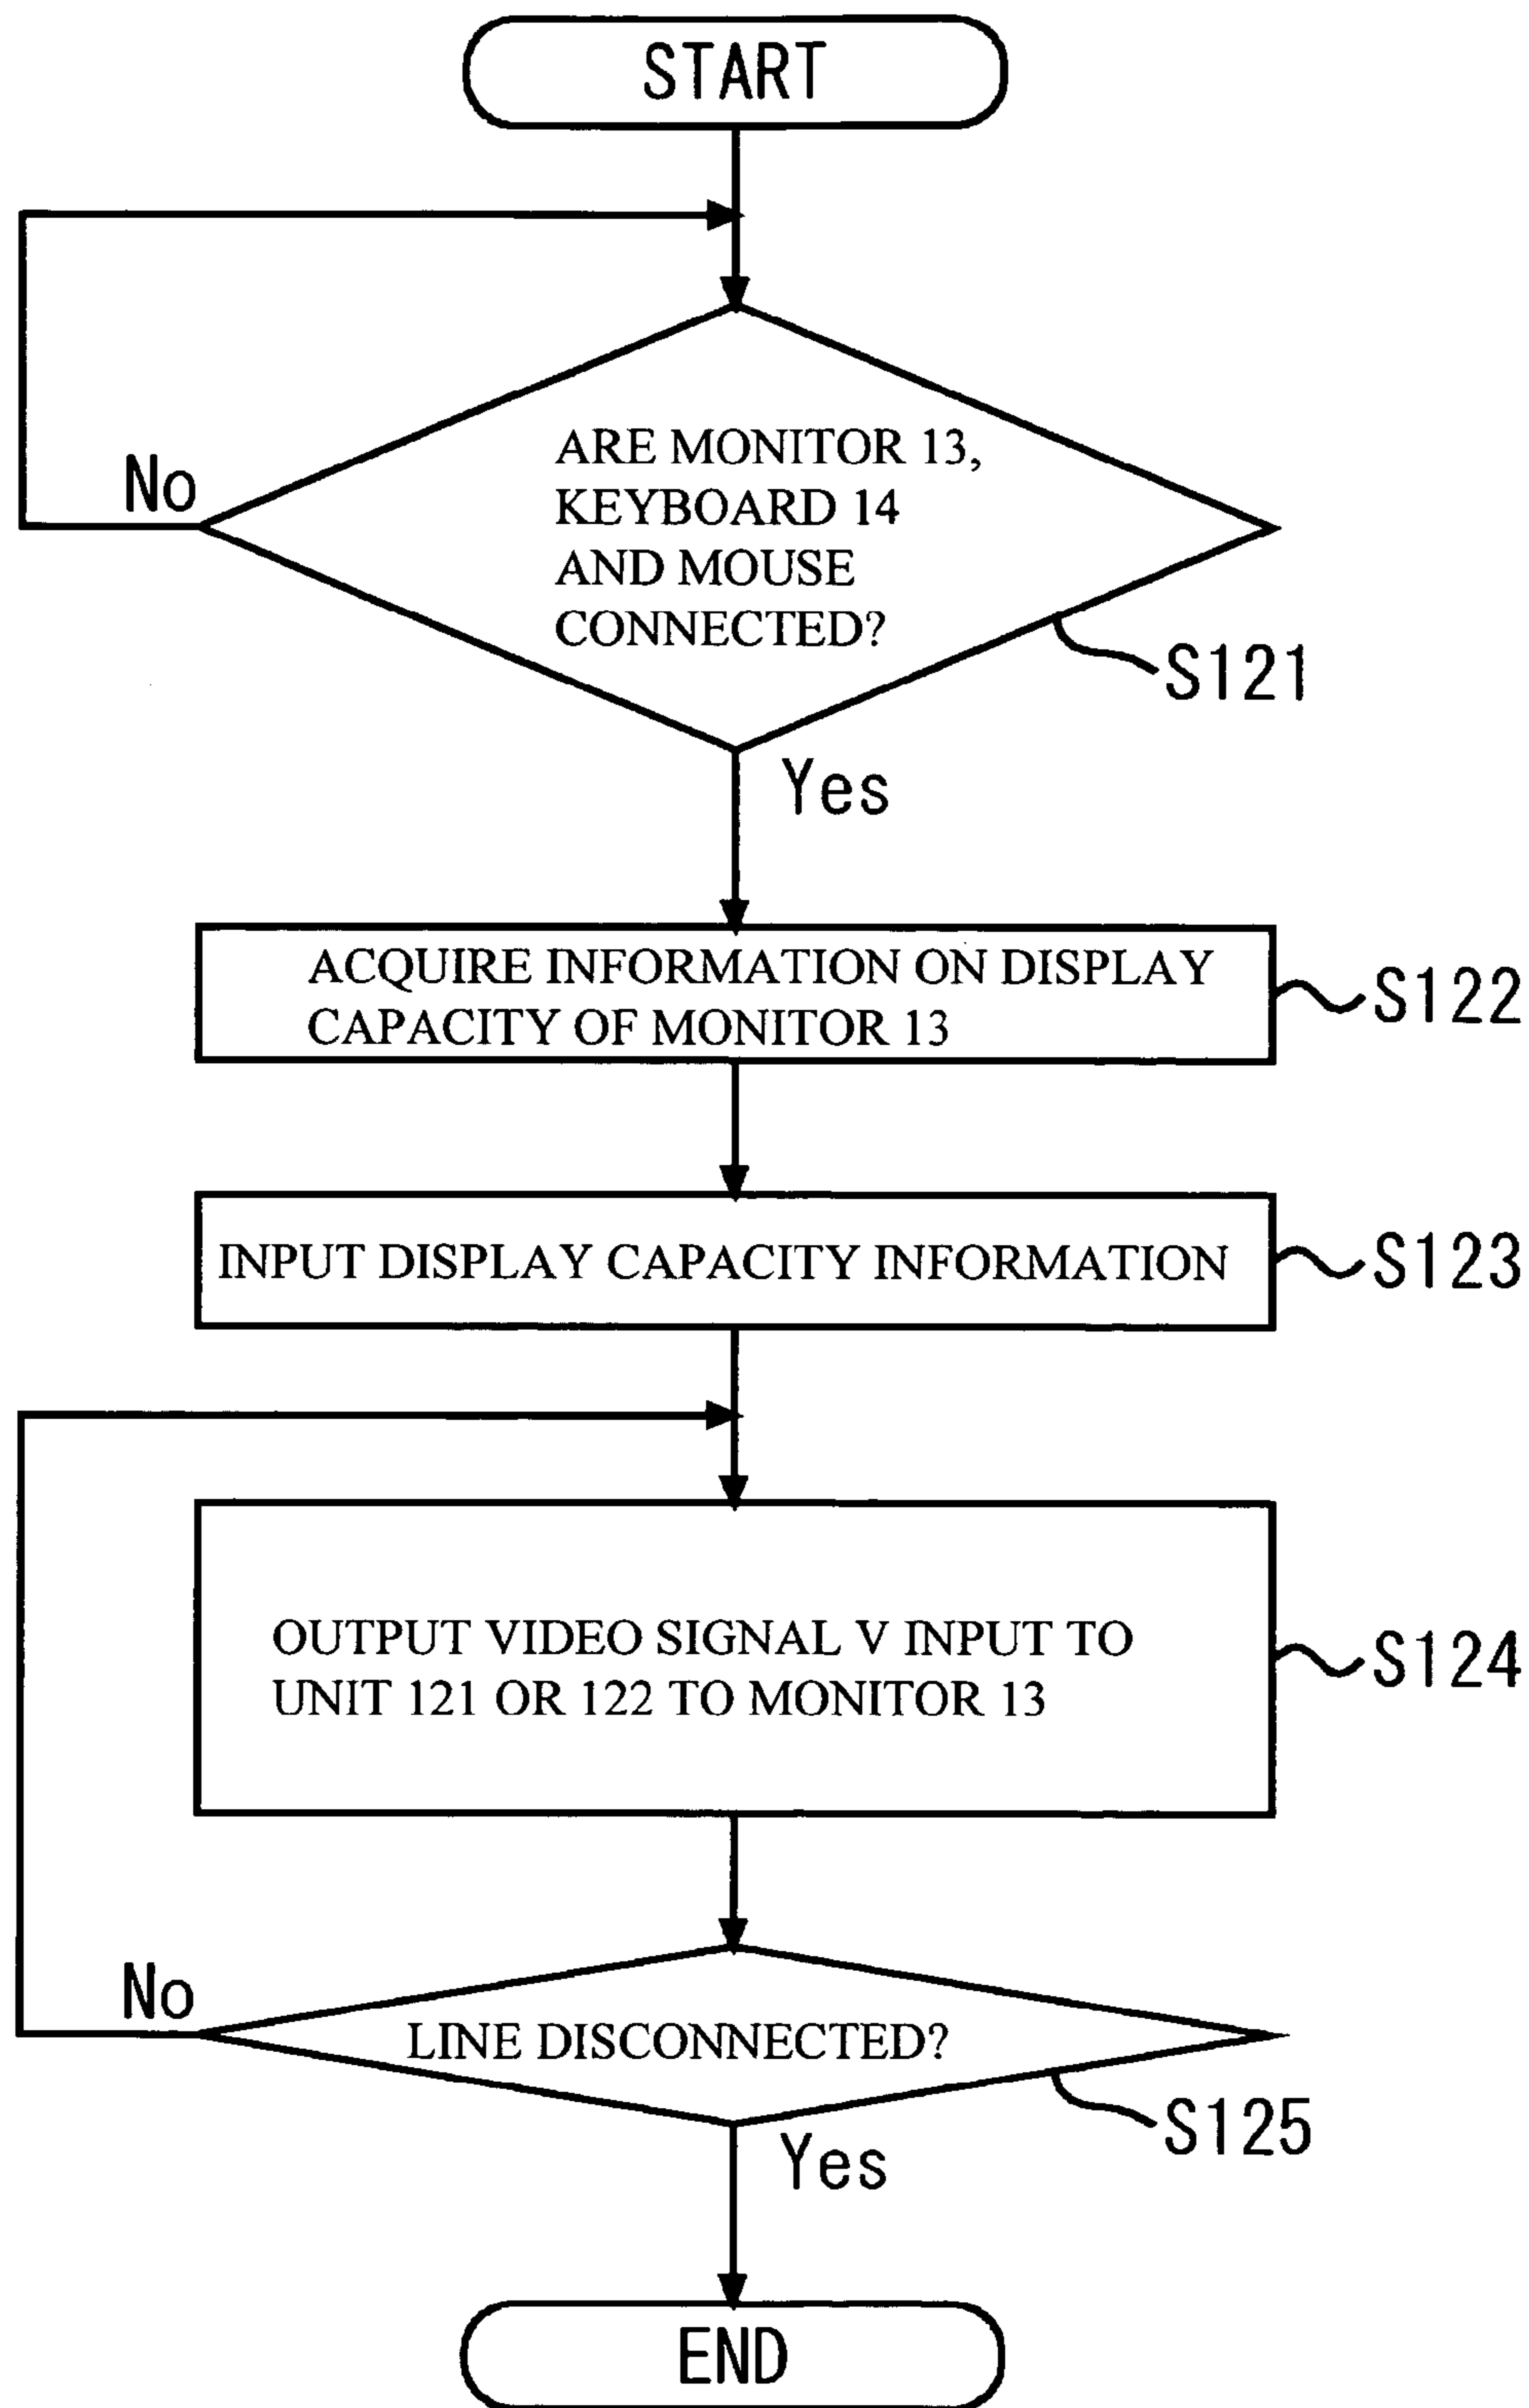 START
ARE MONITOR 13,
KEYBOARD 14
AND MOUSE
CONNECTED?
No
S121
Yes
ACQUIRE INFORMATION ON DISPLAY
CAPACITY OF MONITOR 13
S122
INPUT DISPLAY CAPACITY INFORMATION
S123
OUTPUT VIDEO SIGNAL V INPUT TO
UNIT 121 OR 122 TO MONITOR 13
S124
No
LINE DISCONNECTED?
S125
Yes
END